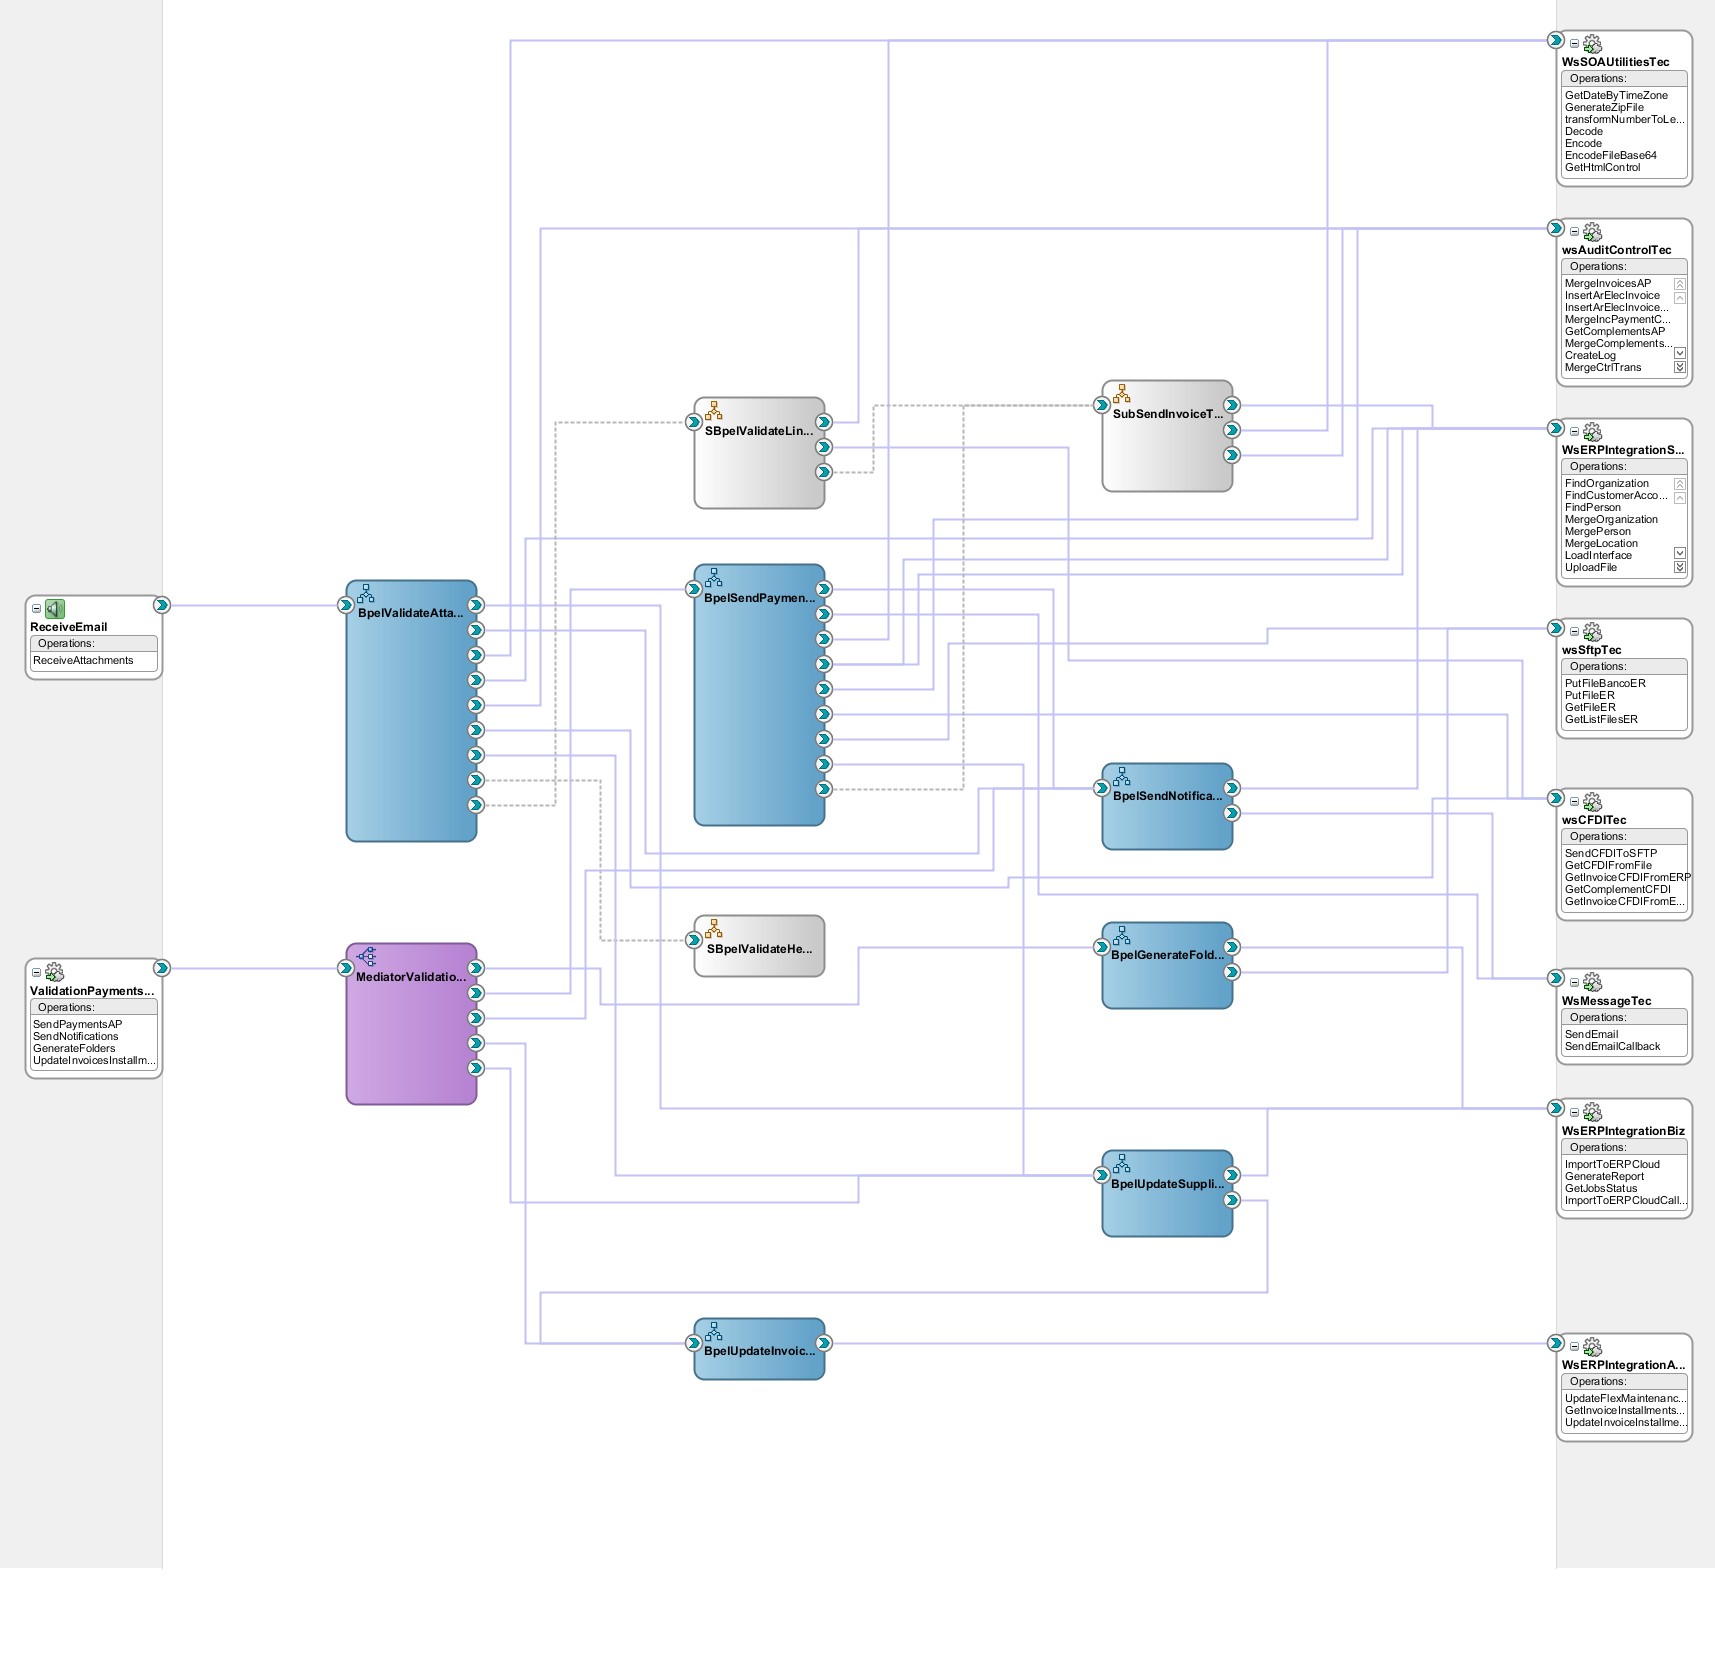 ReceiveEmail
Operations:
ReceiveAttachments
ValidationPayments...
Operations:
SendPaymentsAP
SendNotifications
GenerateFolders
UpdateInvoicesInstallm...
BpelValidateAtta...
MediatorValidatio...
SBpelValidateLin...
BpelSendPaymen...
SBpelValidateHe...
BpelUpdateInvoic...
SubSendInvoiceT...
BpelSendNotifica...
BpelGenerateFold...
BpelUpdateSuppli...
WsSOAUtilitiesTec
Operations:
GetDateByTimeZone
GenerateZipFile
transformNumberToLe...
Decode
Encode
EncodeFileBase64
GetHtmlControl
wsAuditControlTec
Operations:
MergeInvoicesAP
InsertArElecInvoice
InsertArElecInvoice...
MergeIncPaymentC...
GetComplementsAP
MergeComplements...
CreateLog
MergeCtrlTrans
WsERPIntegrationS...
Operations:
FindOrganization
FindCustomerAcco...
FindPerson
MergeOrganization
MergePerson
MergeLocation
LoadInterface
UploadFile
wsSftpTec
Operations:
PutFileBancoER
PutFileER
GetFileER
GetListFilesER
wsCFDITec
Operations:
SendCFDIToSFTP
GetCFDIFromFile
GetInvoiceCFDIFromERP
GetComplementCFDI
GetInvoiceCFDIFromE...
WsMessageTec
Operations:
SendEmail
SendEmailCallback
WsERPIntegrationBiz
Operations:
ImportToERPCloud
GenerateReport
GetJobsStatus
ImportToERPCloudCall...
WsERPIntegrationA...
Operations:
UpdateFlexMaintenanc...
GetInvoiceInstallments...
UpdateInvoiceInstallme...